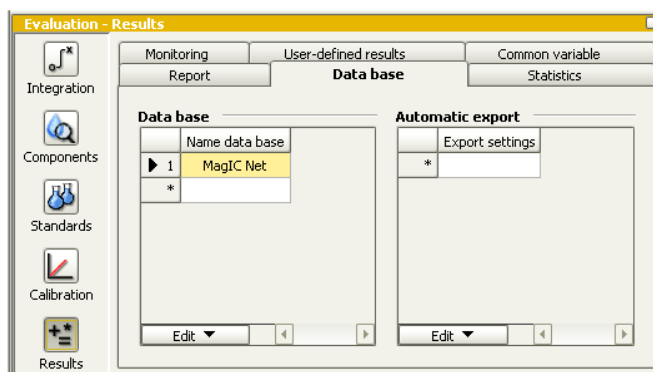 Evaluation - Results
Integration
Components
Standards
Calibration
Results
Monitoring
User-defined results
Common variable
Report
Data base
Statistics
Data base
Name data base
1 MagIC Net
*
Edit
Automatic export
Export settings
*
Edit